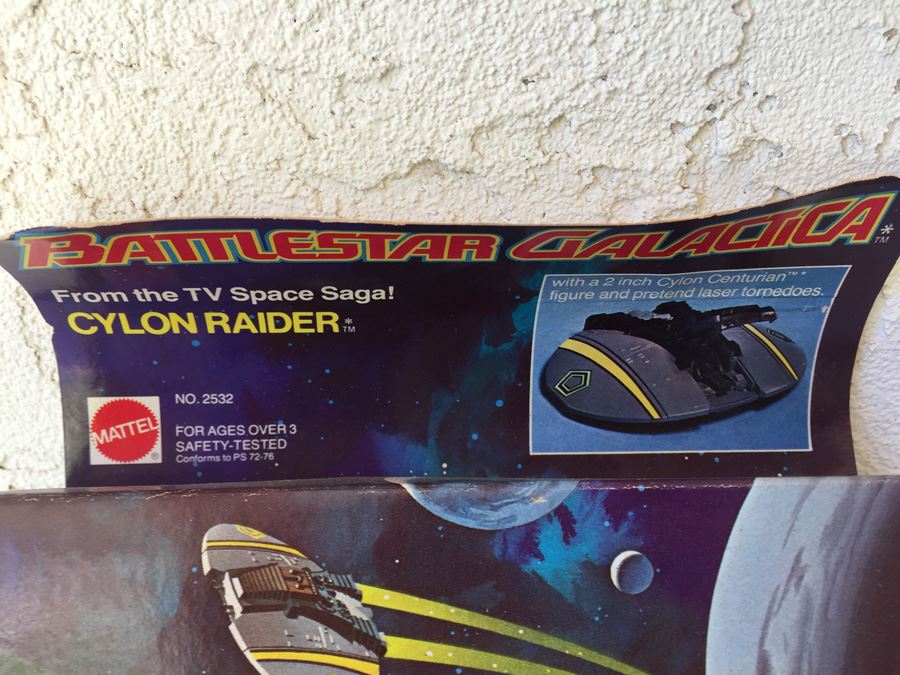 BATTLESTAR GALACTICA*™
From the TV Space Saga!
CYLON RAIDER*™
with a 2 inch Cylon Centurian™*
figure and pretend laser torpedoes.
NO. 2532
MATTEL®
FOR AGES OVER 3
SAFETY-TESTED
Conforms to PS 72-76